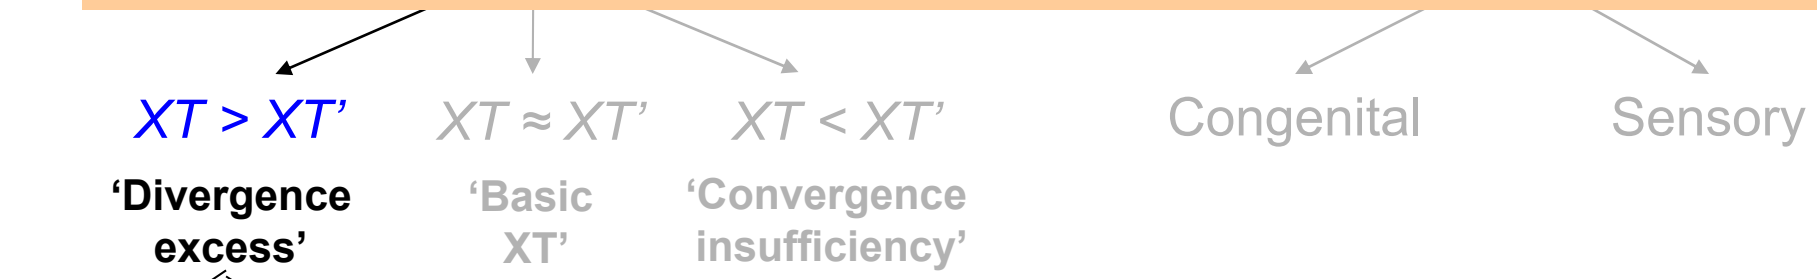 XT > XT’
XT ≈ XT’
XT < XT’
Congenital
Sensory
‘Divergence
excess’
‘Basic
XT’
‘Convergence
insufficiency’